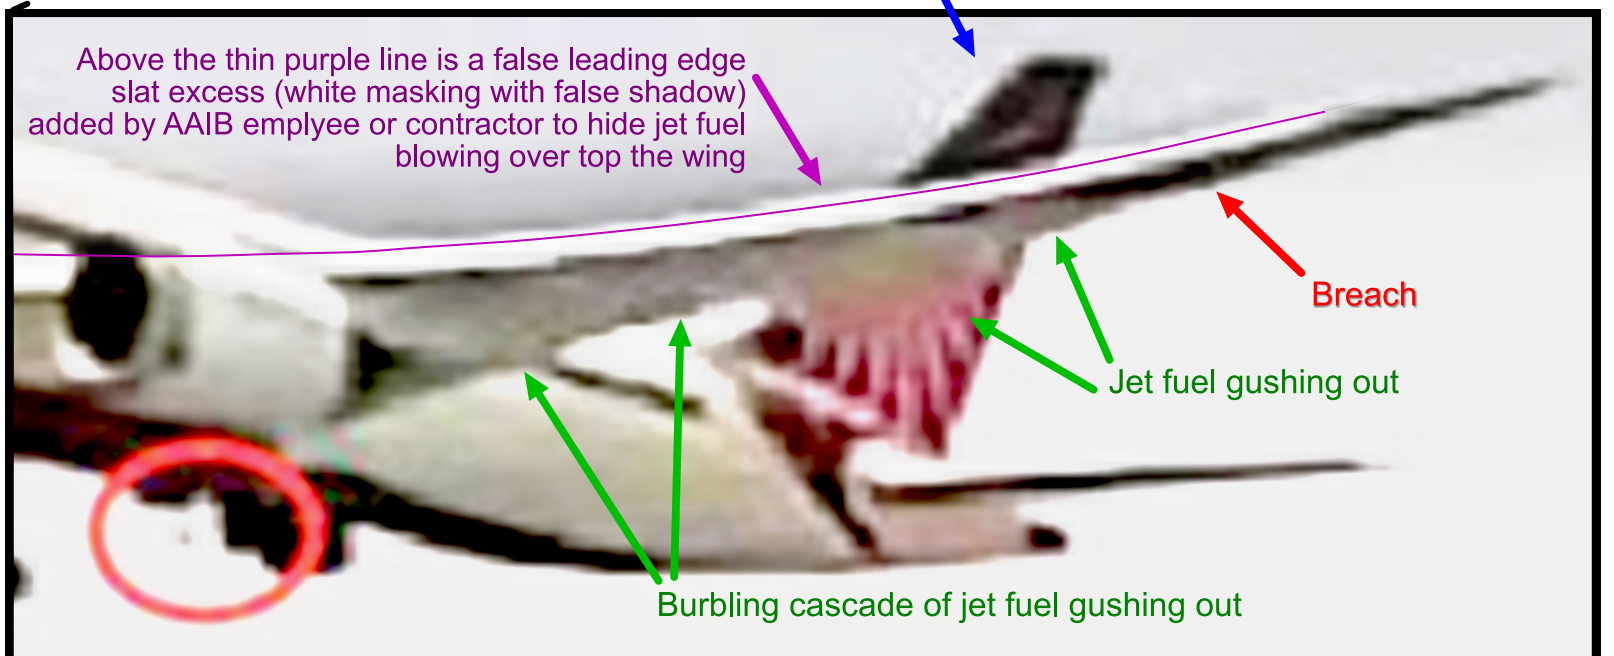 Above the thin purple line is a false leading edge
slat excess (white masking with false shadow)
added by AAIB emplyee or contractor to hide jet fuel
blowing over top the wing
Breach
Jet fuel gushing out
Burbling cascade of jet fuel gushing out